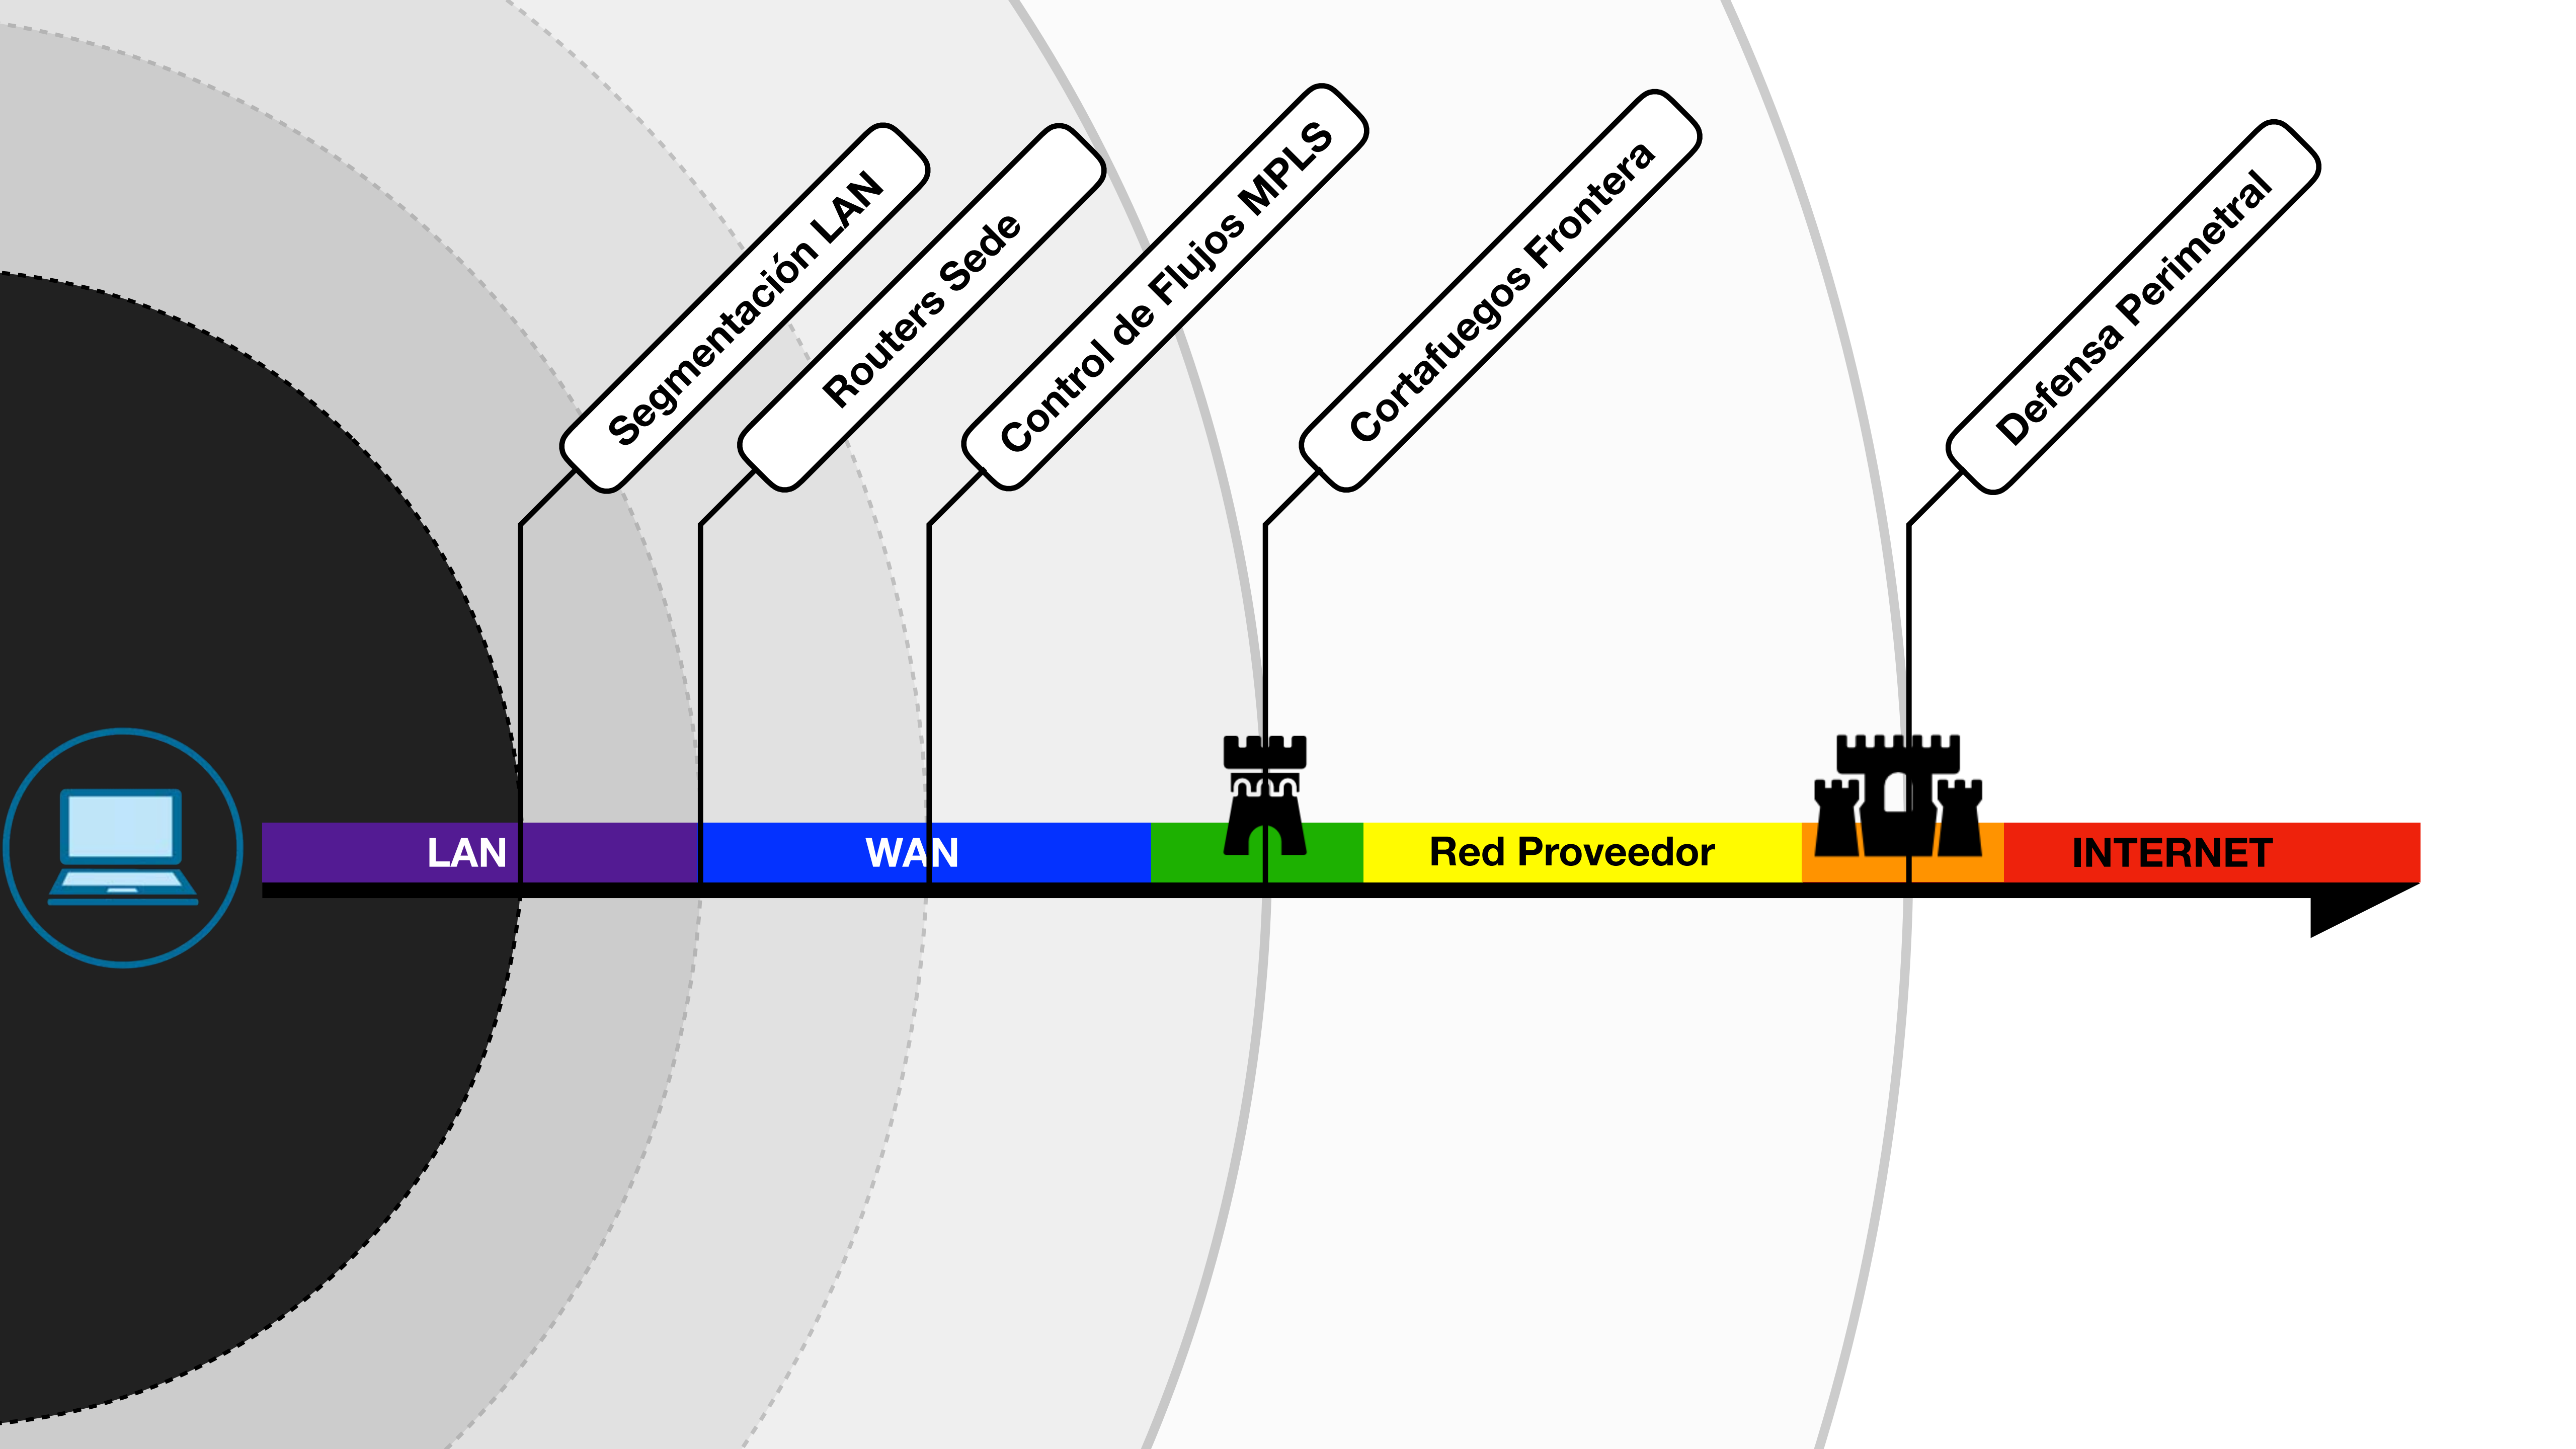 Segmentación LAN
Routers Sede
Control de Flujos MPLS
Cortafuegos Frontera
Defensa Perimetral
LAN
WAN
Red Proveedor
INTERNET